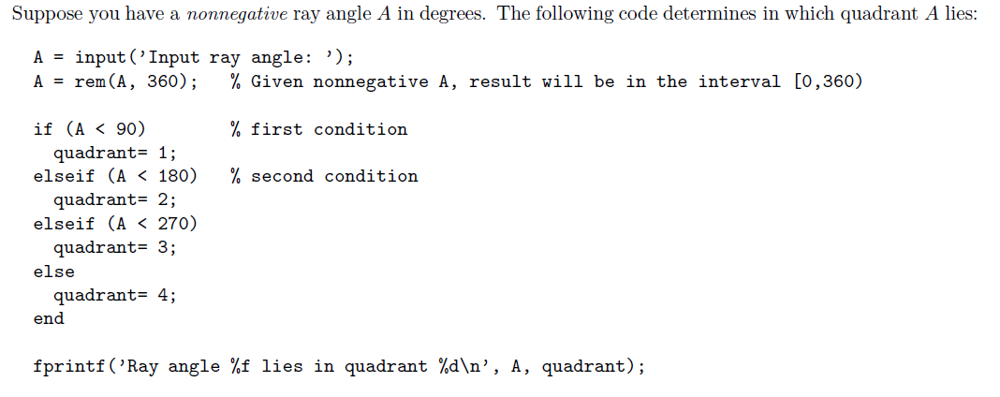 Suppose you have a nonnegative ray angle A in degrees. The following code determines in which quadrant A lies:
A = input(’Input ray angle: ’);
A = rem(A, 360);   % Given nonnegative A, result will be in the interval [0,360)
if (A < 90)        % first condition
  quadrant= 1;
elseif (A < 180)   % second condition
  quadrant= 2;
elseif (A < 270)
  quadrant= 3;
else
  quadrant= 4;
end
fprintf(’Ray angle %f lies in quadrant %d\n’, A, quadrant);